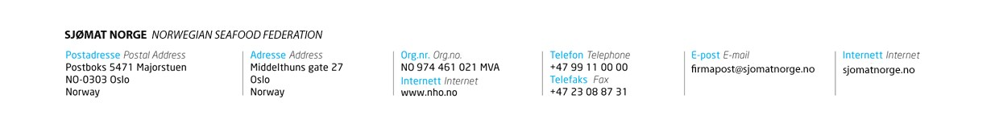 SJØMAT NORGE NORWEGIAN SEAFOOD FEDERATION
Postadresse Postal Address
Postboks 5471 Majorstuen
NO-0303 Oslo
Norway
Adresse Address
Middelthuns gate 27
Oslo
Norway
Org.nr. Org.no.
NO 974 461 021 MVA
Internett Internet
www.nho.no
Telefon Telephone
+47 99 11 00 00
Telefaks Fax
+47 23 08 87 31
E-post E-mail
firmapost@sjomatnorge.no
Internett Internet
sjomatnorge.no